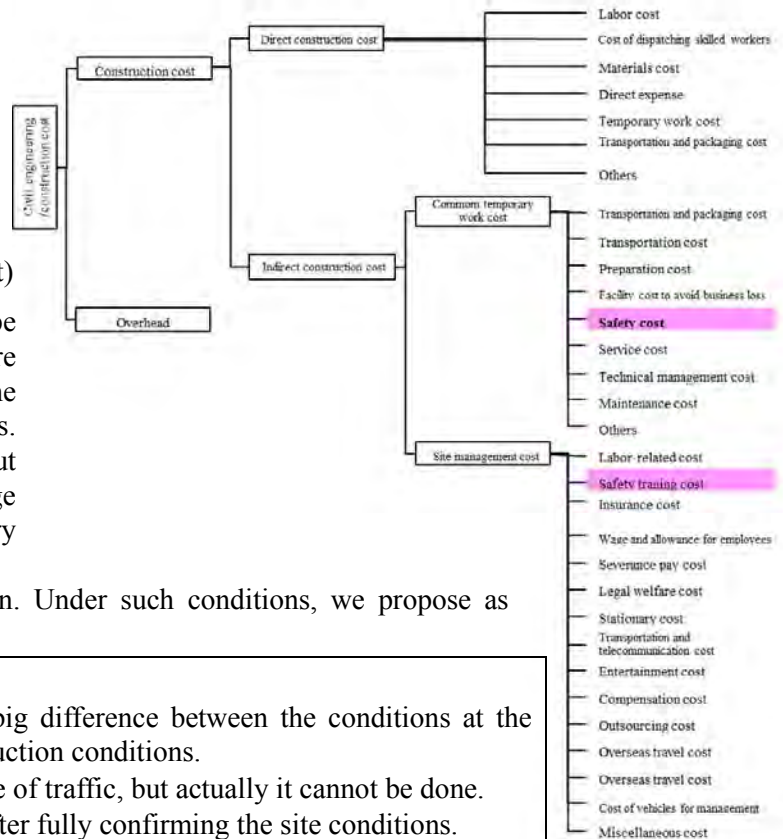 Civil engineering
/construction cost
Construction cost
Overhead
Direct construction cost
Indirect construction cost
Labor cost
Cost of dispatching skilled workers
Materials cost
Direct expense
Temporary work cost
Transportation and packaging cost
Others
Common temporary
work cost
Transportation and packaging cost
Transportation cost
Preparation cost
Facility cost to avoid business loss
Safety cost
Service cost
Technical management cost
Maintenance cost
Others
Site management cost
Labor-related cost
Safety traning cost
Insurance cost
Wage and allowance for employees
Severance pay cost
Legal welfare cost
Stationary cost
Transportation and
telecommunication cost
Entertainment cost
Compensation cost
Outsourcing cost
Overseas travel cost
Overseas travel cost
Cost of vehicles for management
Miscellaneous cost
n. Under such conditions, we propose as
big difference between the conditions at the
uction conditions.
e of traffic, but actually it cannot be done.
fter fully confirming the site conditions.